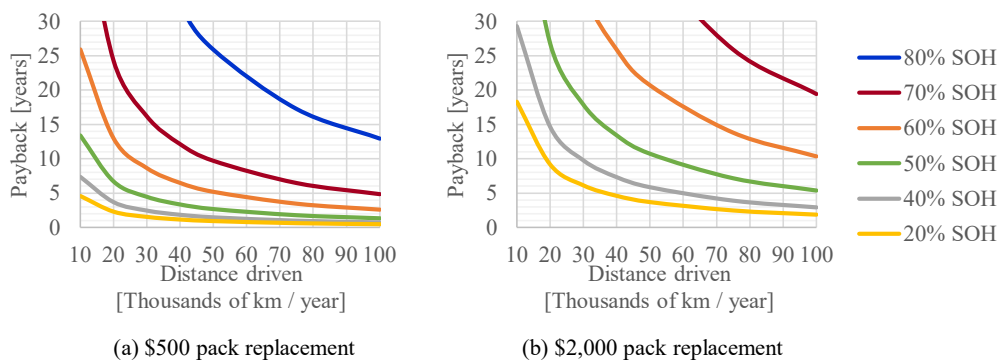 Payback [years]
30
25
20
15
10
5
0
10 20 30 40 50 60 70 80 90 100
Distance driven
[Thousands of km / year]
(a) $500 pack replacement
Payback [years]
30
25
20
15
10
5
0
10 20 30 40 50 60 70 80 90 100
Distance driven
[Thousands of km / year]
(b) $2,000 pack replacement
80% SOH
70% SOH
60% SOH
50% SOH
40% SOH
20% SOH